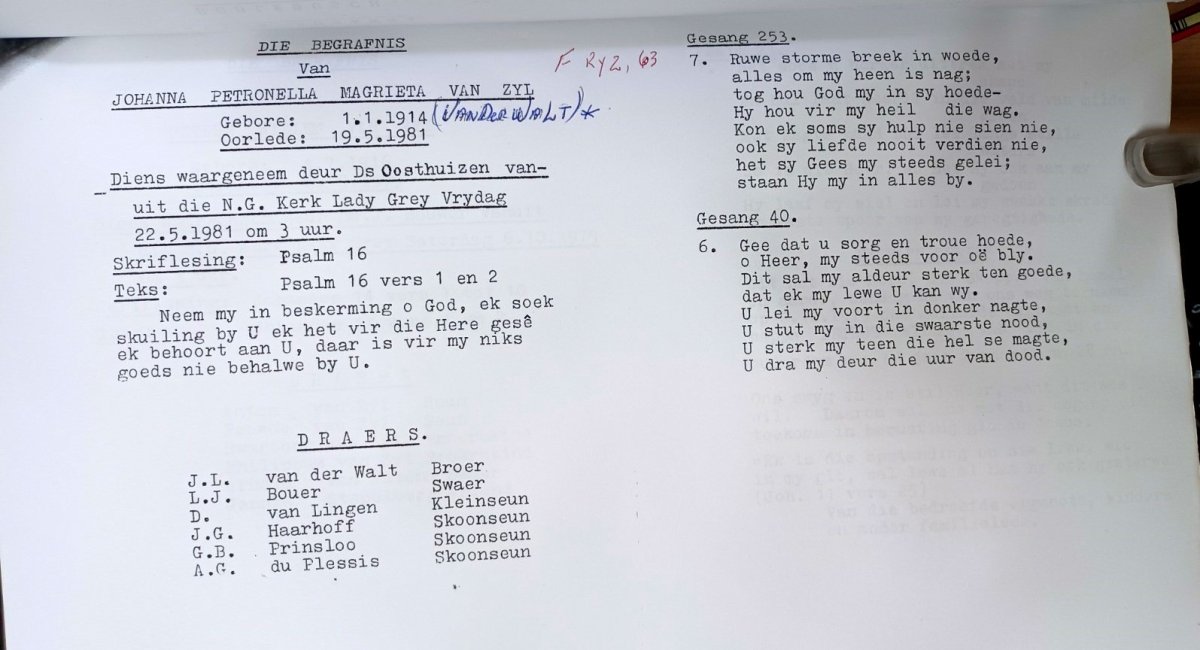 DIE BEGRAFNIS
Van
F RYZ, 63
JOHANNA PETRONELLA MAGRIETA VAN ZYL
Gebore: 1.1.1914 (VANDERWALT)*
Oorlede: 19.5.1981
Diens waargeneem deur Ds Oosthuizen van-
uit die N.G. Kerk Lady Grey Vrydag
22.5.1981 om 3 uur.
Skriflesing: Psalm 16
Teks: Psalm 16 vers 1 en 2
Neem my in beskerming o God, ek soek
skuiling by U ek het vir die Here gesê
ek behoort aan U, daar is vir my niks
goeds nie behalwe by U.
DRAERS.
J.L. van der Walt Broer
L.J. Bouer Swaer
D. van Lingen Kleinseun
J.G. Haarhoff Skoonseun
G.B. Prinsloo Skoonseun
A.G. du Plessis Skoonseun
Gesang 253.
7. Ruwe storme breek in woede,
alles om my heen is nag;
tog hou God my in sy hoede-
Hy hou vir my heil die wag.
Kon ek soms sy hulp nie sien nie,
ook sy liefde nooit verdien nie,
het sy Gees my steeds gelei;
staan Hy my in alles by.
Gesang 40.
6. Gee dat u sorg en troue hoede,
o Heer, my steeds voor oë bly.
Dit sal my aldeur sterk ten goede,
dat ek my lewe U kan wy.
U lei my voort in donker nagte,
U stut my in die swaarste nood,
U sterk my teen die hel se magte,
U dra my deur die uur van dood.